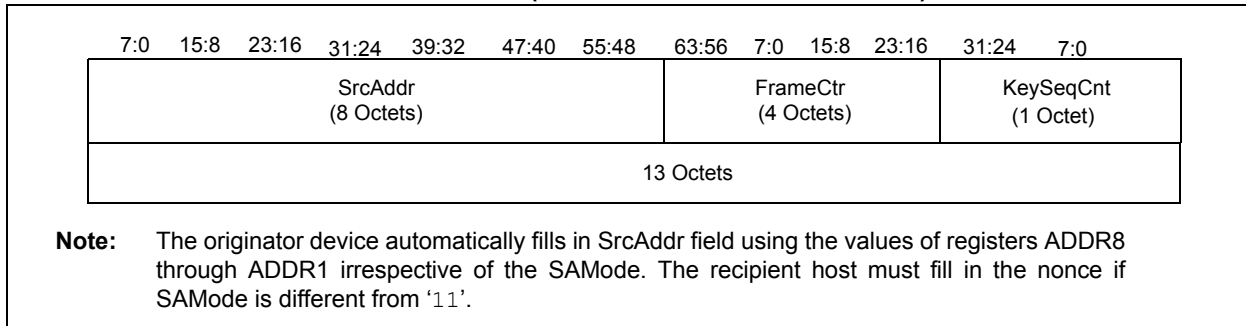 7:0 15:8 23:16 31:24 39:32 47:40 55:48 63:56 7:0 15:8 23:16 31:24 7:0
SrcAddr FrameCtr KeySeqCnt
(8 Octets) (4 Octets) (1 Octet)
13 Octets
Note: The originator device automatically fills in SrcAddr field using the values of registers ADDR8
through ADDR1 irrespective of the SAMode. The recipient host must fill in the nonce if
SAMode is different from ‘11’.